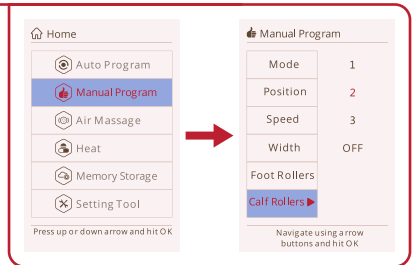 Home
Auto Program
Manual Program
Air Massage
Heat
Memory Storage
Setting Tool
Press up or down arrow and hit OK
Manual Program
Mode 1
Position 2
Speed 3
Width OFF
Foot Rollers
Calf Rollers
Navigate using arrow
buttons and hit OK